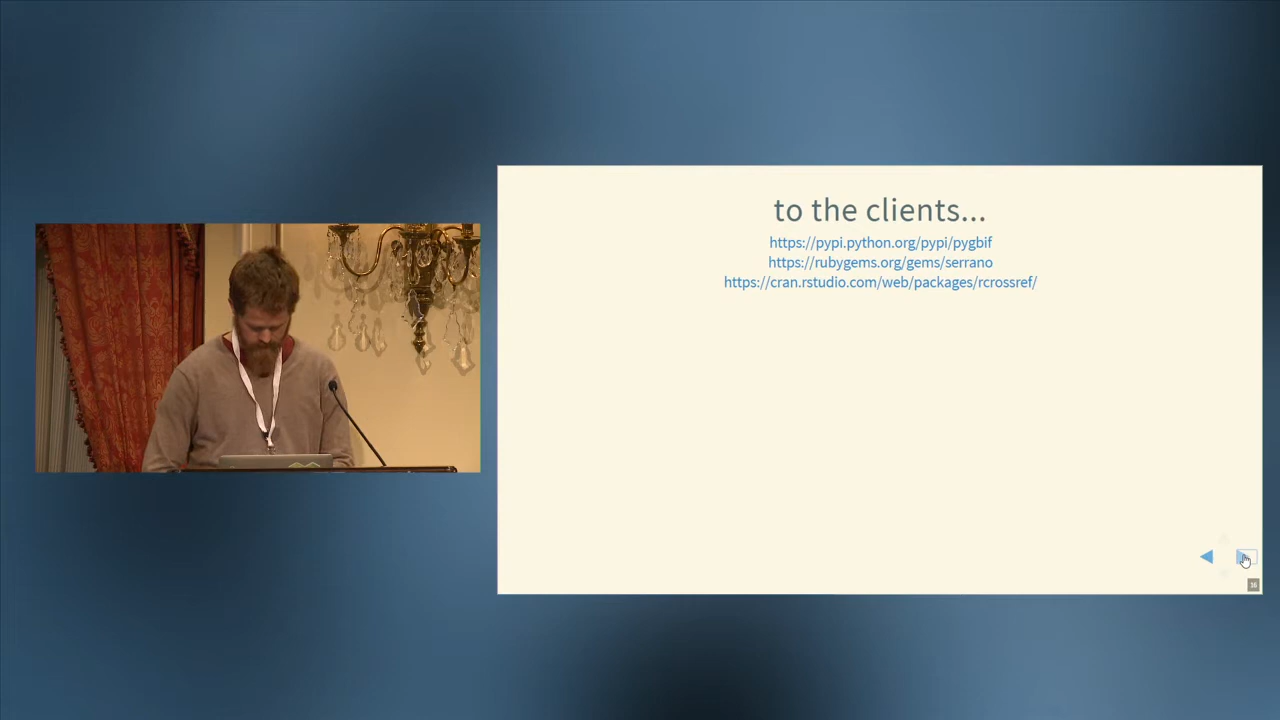 to the clients...
https://pypi.python.org/pypi/pygbif
https://rubygems.org/gems/serrano
https://cran.rstudio.com/web/packages/rcrossref/
16